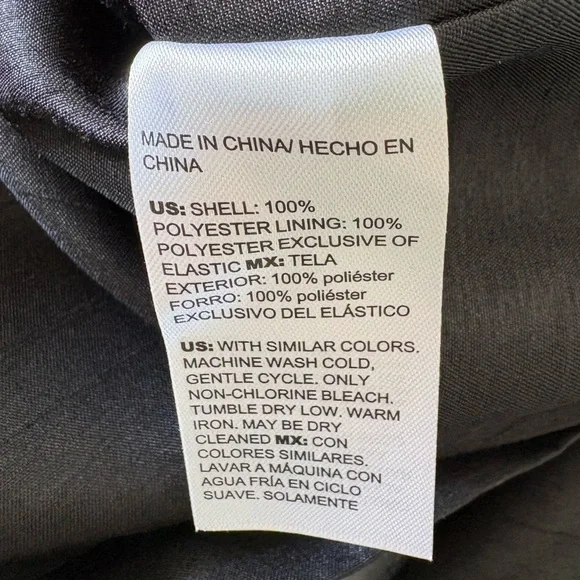 MADE IN CHINA/ HECHO EN
CHINA
US: SHELL: 100%
POLYESTER LINING: 100%
POLYESTER EXCLUSIVE OF
ELASTIC MX: TELA
EXTERIOR: 100% poliéster
FORRO: 100% poliéster
EXCLUSIVO DEL ELÁSTICO
US: WITH SIMILAR COLORS.
MACHINE WASH COLD,
GENTLE CYCLE. ONLY
NON-CHLORINE BLEACH.
TUMBLE DRY LOW. WARM
IRON. MAY BE DRY
CLEANED MX: CON
COLORES SIMILARES.
LAVAR A MÁQUINA CON
AGUA FRÍA EN CICLO
SUAVE. SOLAMENTE